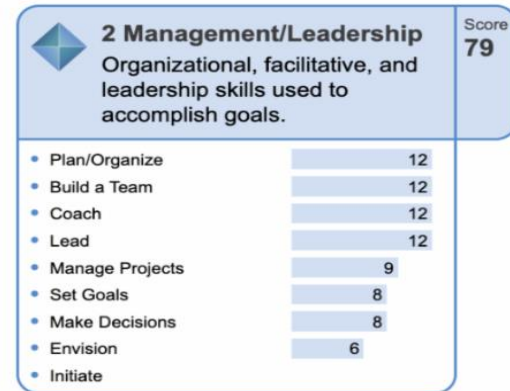 2 Management/Leadership
Organizational, facilitative, and
leadership skills used to
accomplish goals.
Score
79
• Plan/Organize 12
• Build a Team 12
• Coach 12
• Lead 12
• Manage Projects 9
• Set Goals 8
• Make Decisions 8
• Envision 6
• Initiate